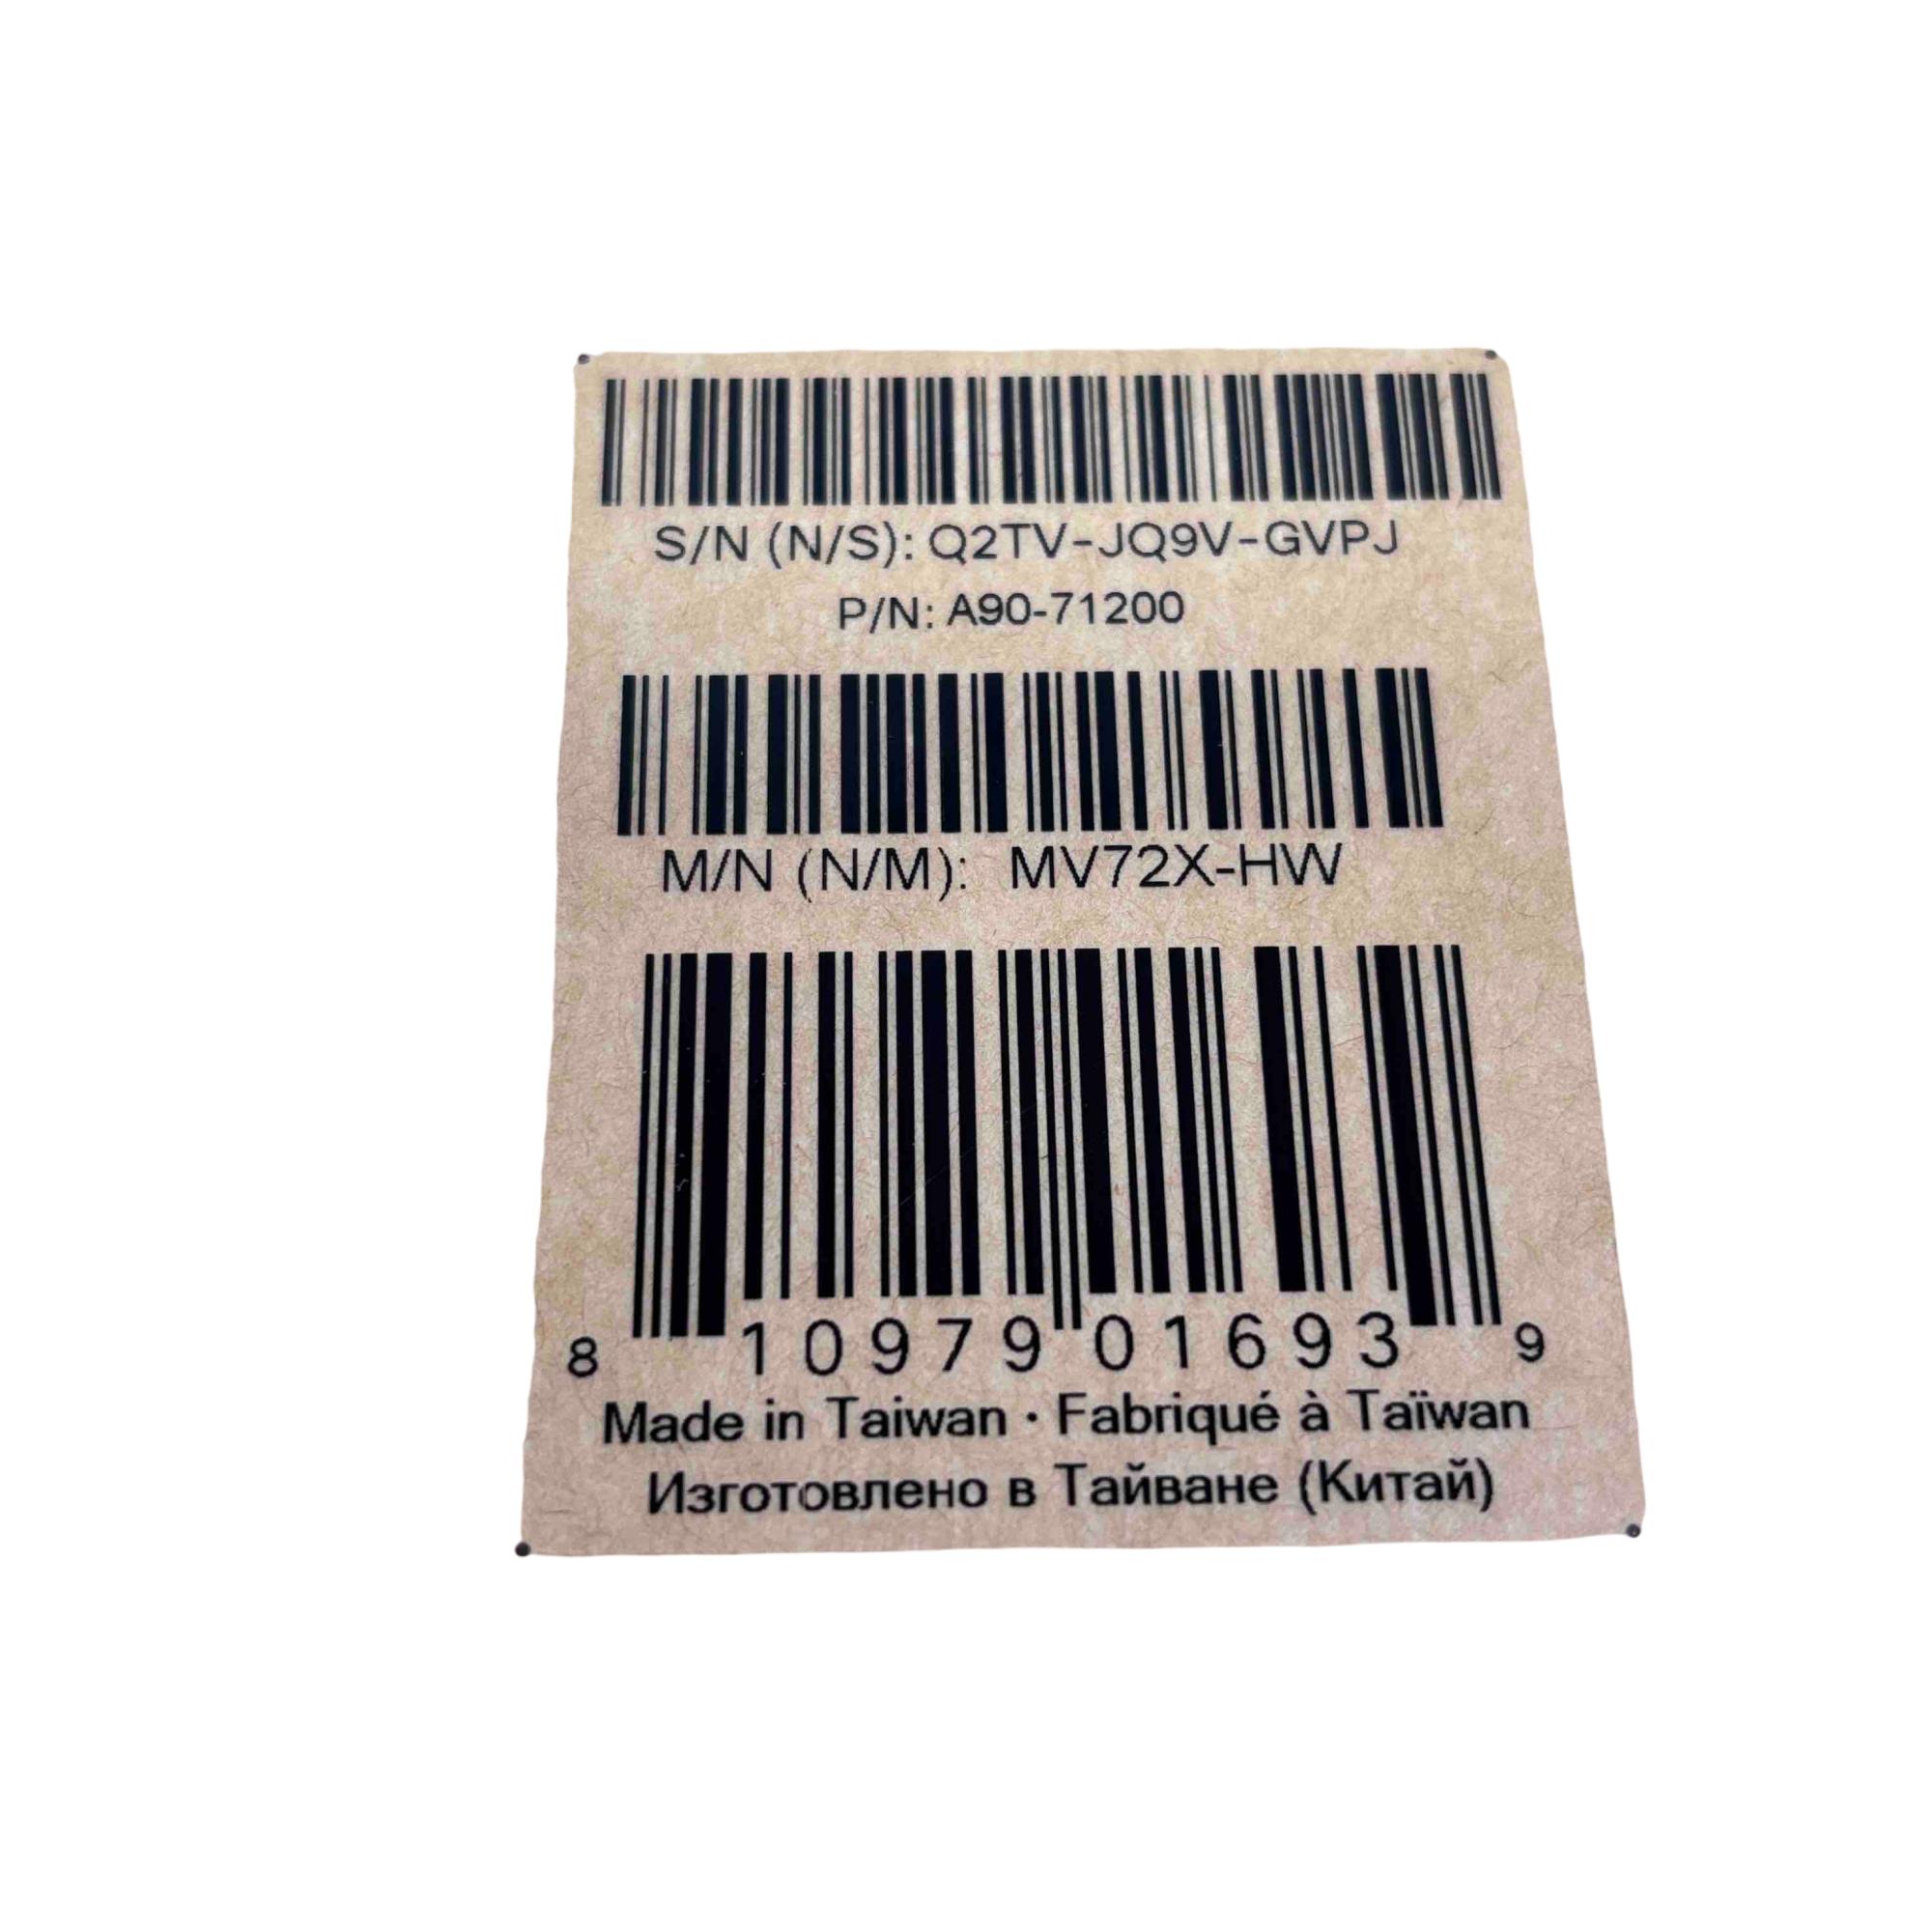 S/N (N/S): Q2TV-JQ9V-GVPJ
P/N: A90-71200
M/N (N/M): MV72X-HW
8 10979 01693 9
Made in Taiwan · Fabriqué à Taïwan
Изготовлено в Тайване (Китай)